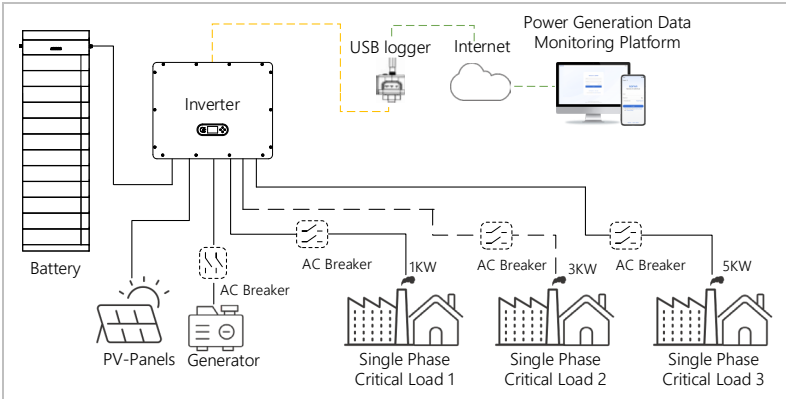 Power Generation Data
Monitoring Platform
USB logger
Internet
Inverter
Battery
AC Breaker
AC Breaker
AC Breaker
AC Breaker
1KW
3KW
5KW
PV-Panels
Generator
Single Phase
Critical Load 1
Single Phase
Critical Load 2
Single Phase
Critical Load 3